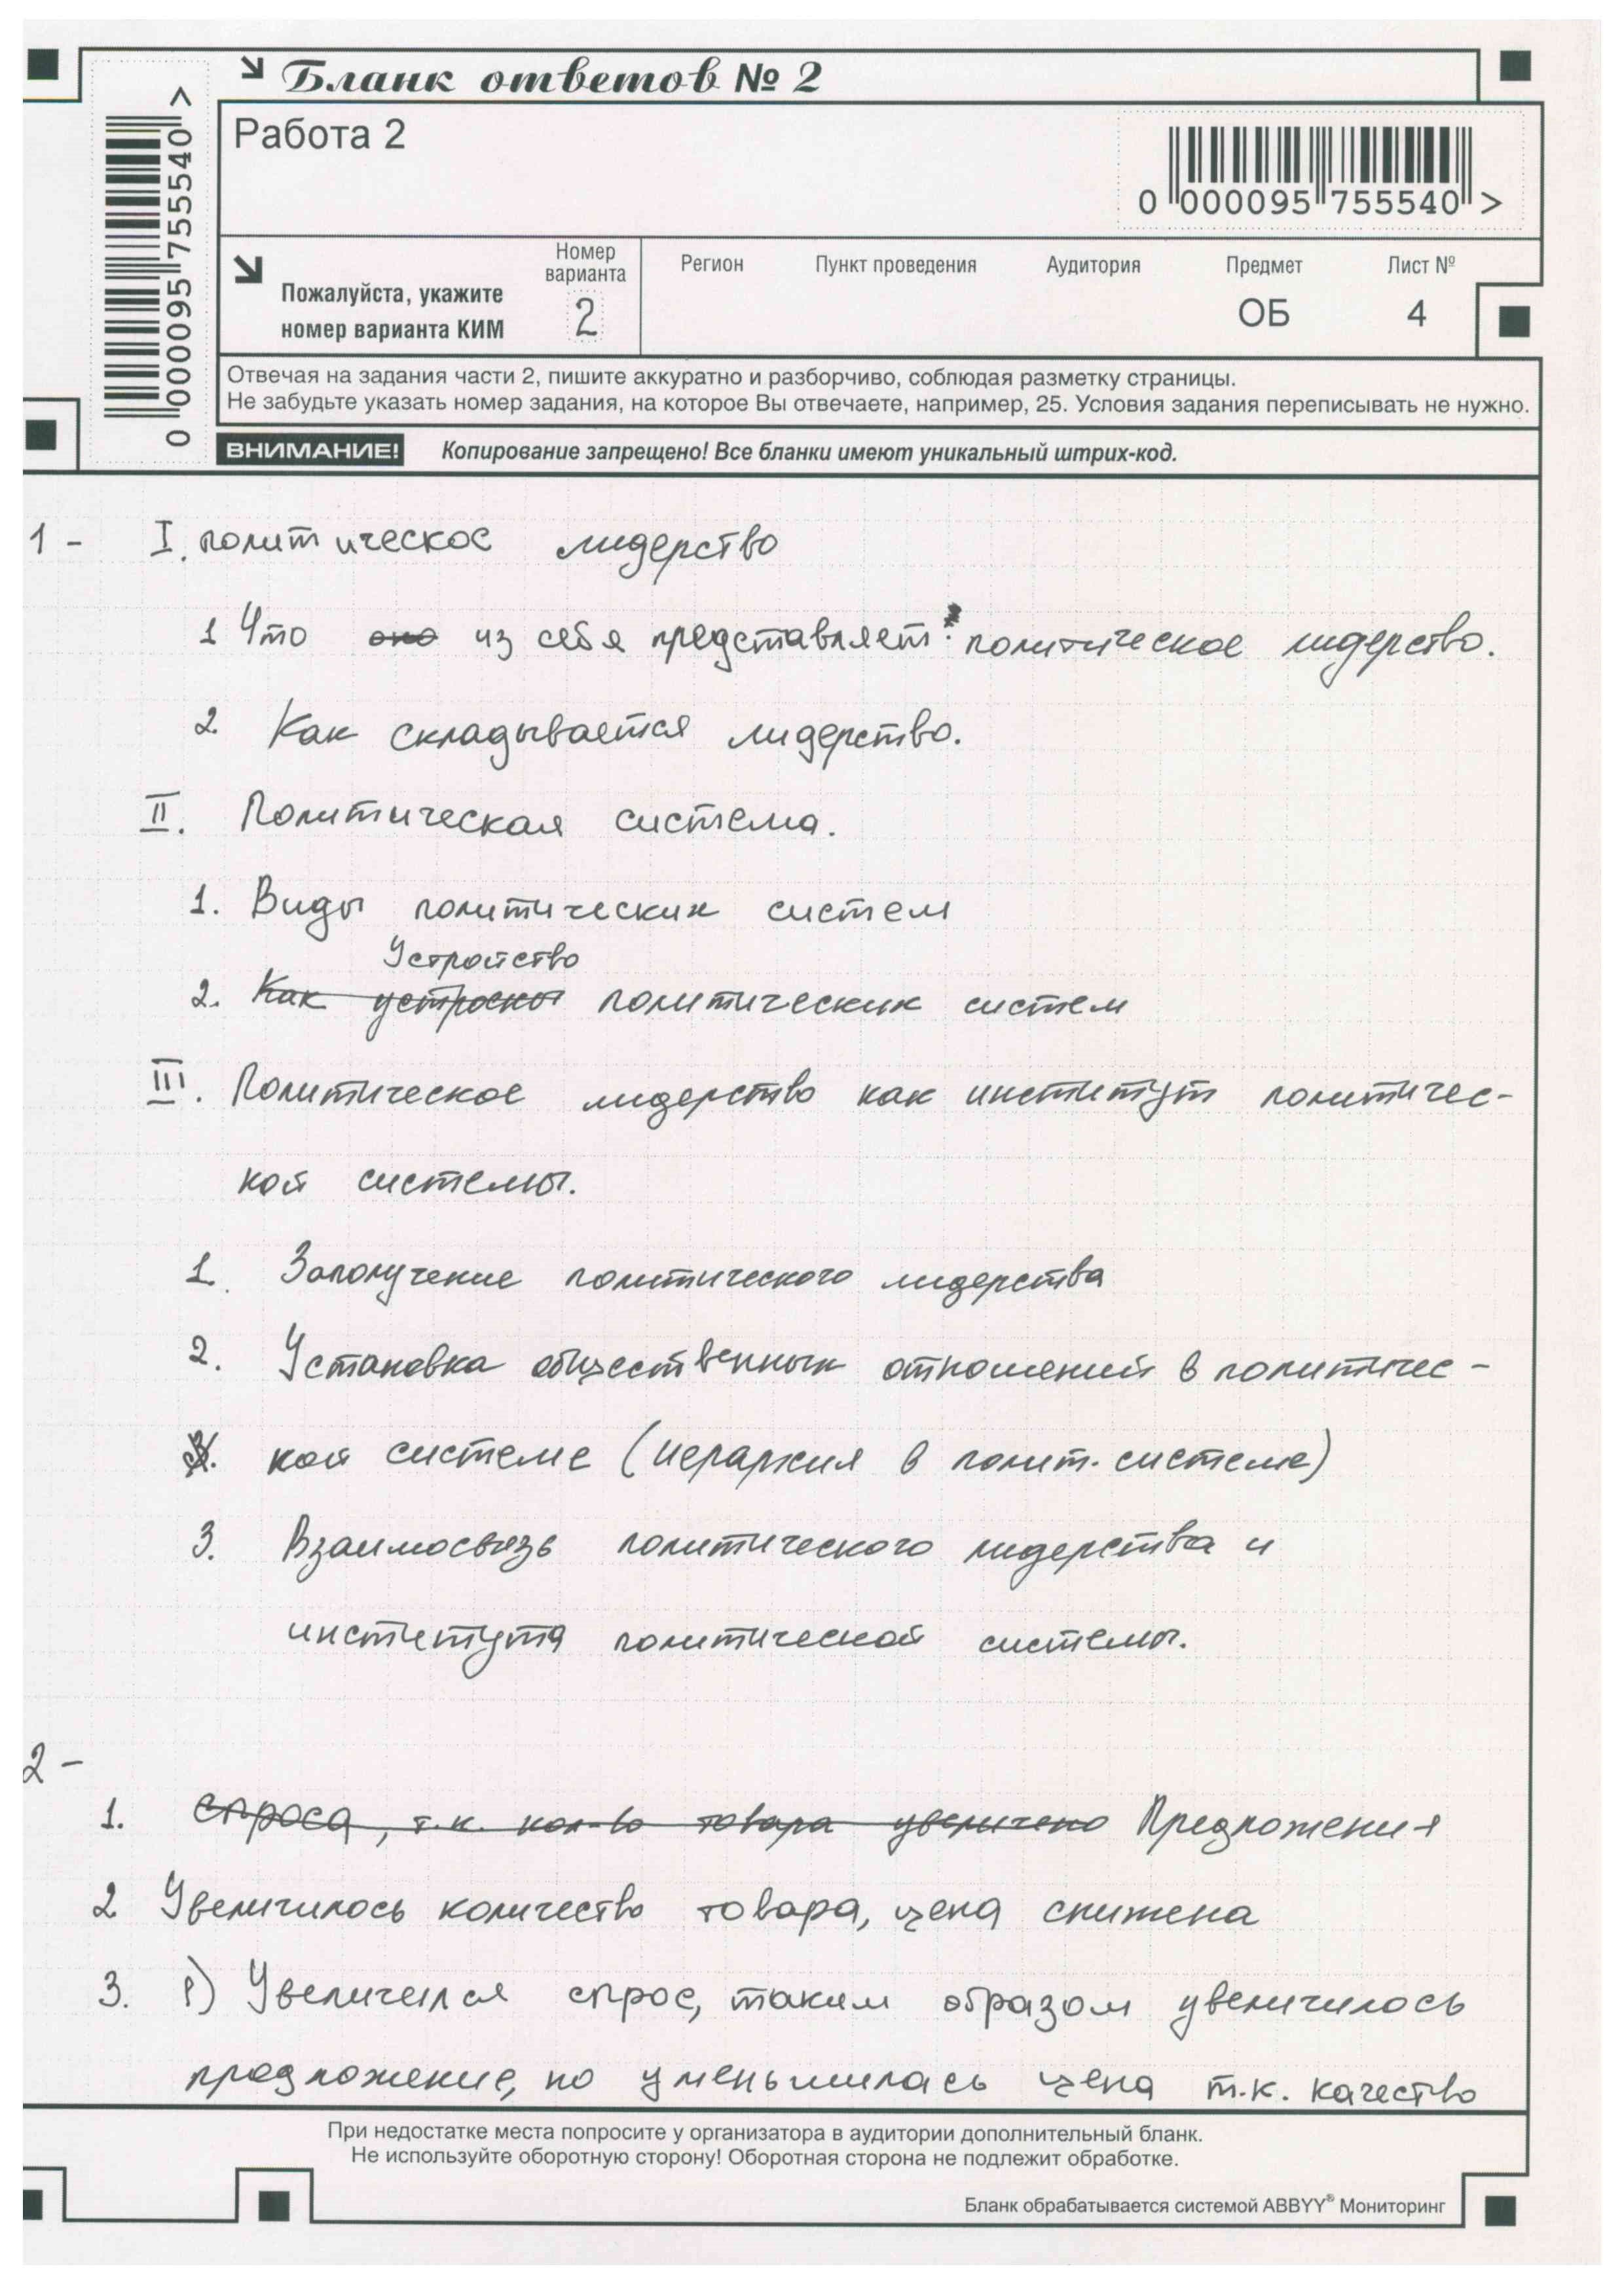 Бланк ответов № 2
Работа 2
0 000095 755540 >
0 000095 755540 >
Пожалуйста, укажите
номер варианта КИМ
Номер
варианта
2
Регион
Пункт проведения
Аудитория
Предмет
ОБ
Лист №
4
Отвечая на задания части 2, пишите аккуратно и разборчиво, соблюдая разметку страницы.
Не забудьте указать номер задания, на которое Вы отвечаете, например, 25. Условия задания переписывать не нужно.
ВНИМАНИЕ! Копирование запрещено! Все бланки имеют уникальный штрих-код.
1 - I. политическое лидерство
1 Что оно из себя представляет: политическое лидерство.
2. Как складывается лидерство.
II. Политическая система.
1. Виды политических систем
Устройство
2. Как устроены политических систем
III. Политическое лидерство как институт политичес-
кой системы.
1. Заполучение политического лидерства
2. Установка общественных отношений в политичес-
кой системе (иерархия в полит. системе)
3. Взаимосвязь политического лидерства и
института политической системы.
2 -
1. спроса, т.к. кол-во товара увеличено Предложения
2 Увеличилось количество товара, цена снижена
3. 1) Увеличелся спрос, таким образом увеличилось
предложение, но уменьшилась цена т.к. качество
При недостатке места попросите у организатора в аудитории дополнительный бланк.
Не используйте оборотную сторону! Оборотная сторона не подлежит обработке.
Бланк обрабатывается системой ABBYY® Мониторинг